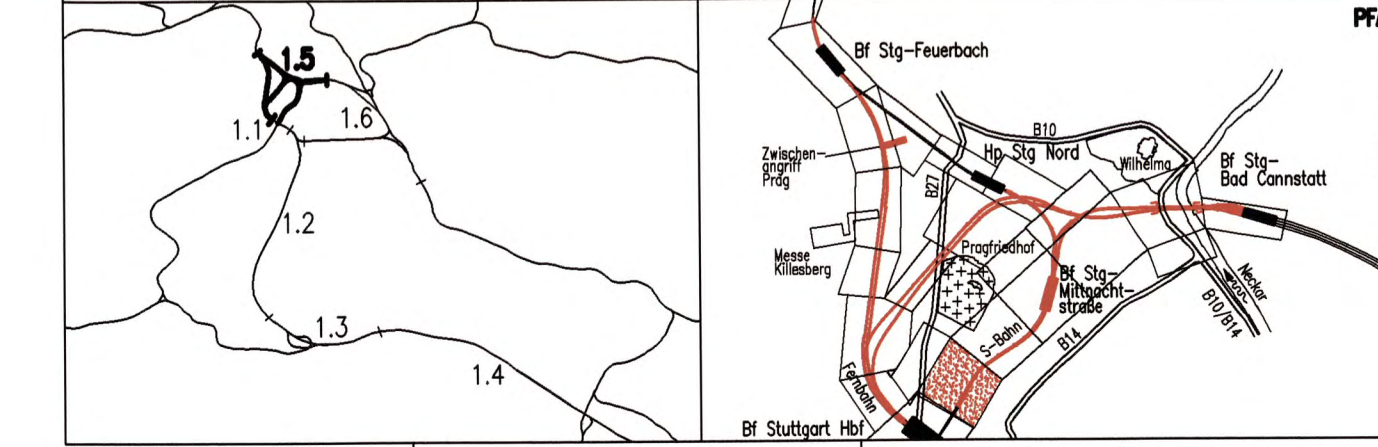 1.5
1.1
1.6
1.2
1.3
1.4
PF
Bf Stg-Feuerbach
B10
Zwischen-
angriff
Prag
Hp Stg Nord
Wilhelma
Bf Stg-
Bad Cannstatt
B27
Messe
Killesberg
Pragfriedhof
Bf Stg-
Mittnacht-
straße
Neckar
B10/B14
S-Bahn
B14
Fernbahn
Bf Stuttgart Hbf